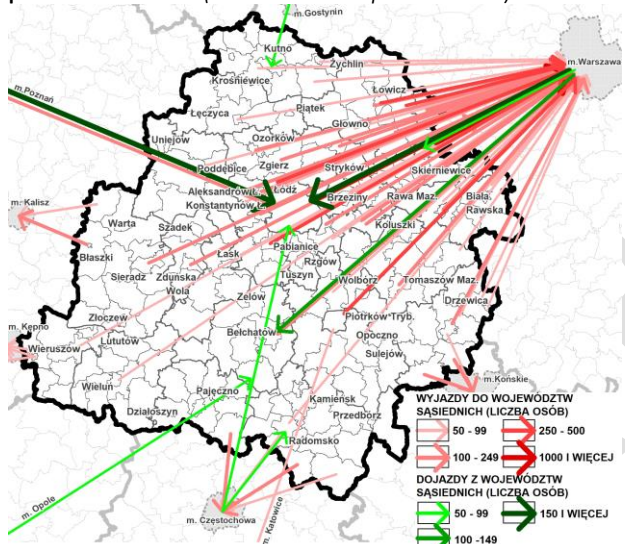 m.Gostynin
Kutno
Żychlin
m.Warszawa
Krośniewice
Łowicz
m.Poznań
Łęczyca
Piątek
Uniejów
Ozorków
Głowno
Poddębice
Zgierz
Stryków
Skierniewice
Aleksandrów Ł.
Łódź
Konstantynów Ł.
Brzeziny
Rawa Maz.
Biała
Rawska
m. Kalisz
Warta
Szadek
Koluszki
Błaszki
Pabianice
Rzgów
Sieradz
Zduńska
Wola
Łask
Tuszyn
Wolbórz
Tomaszów Maz.
Zelów
Drzewica
Złoczew
Piotrków Tryb.
m. Kępno
Bełchatów
Opoczno
Wieruszów
Lututów
Sulejów
Wieluń
Pajęczno
m.Końskie
Kamieńsk
Działoszyn
Przedbórz
Radomsko
m. Opole
m. Częstochowa
m. Katowice
WYJAZDY DO WOJEWÓDZTW
SĄSIEDNICH (LICZBA OSÓB)
50 - 99
250 - 500
100 - 249
1000 I WIĘCEJ
DOJAZDY Z WOJEWÓDZTW
SĄSIEDNICH (LICZBA OSÓB)
50 - 99
150 I WIĘCEJ
100 -149